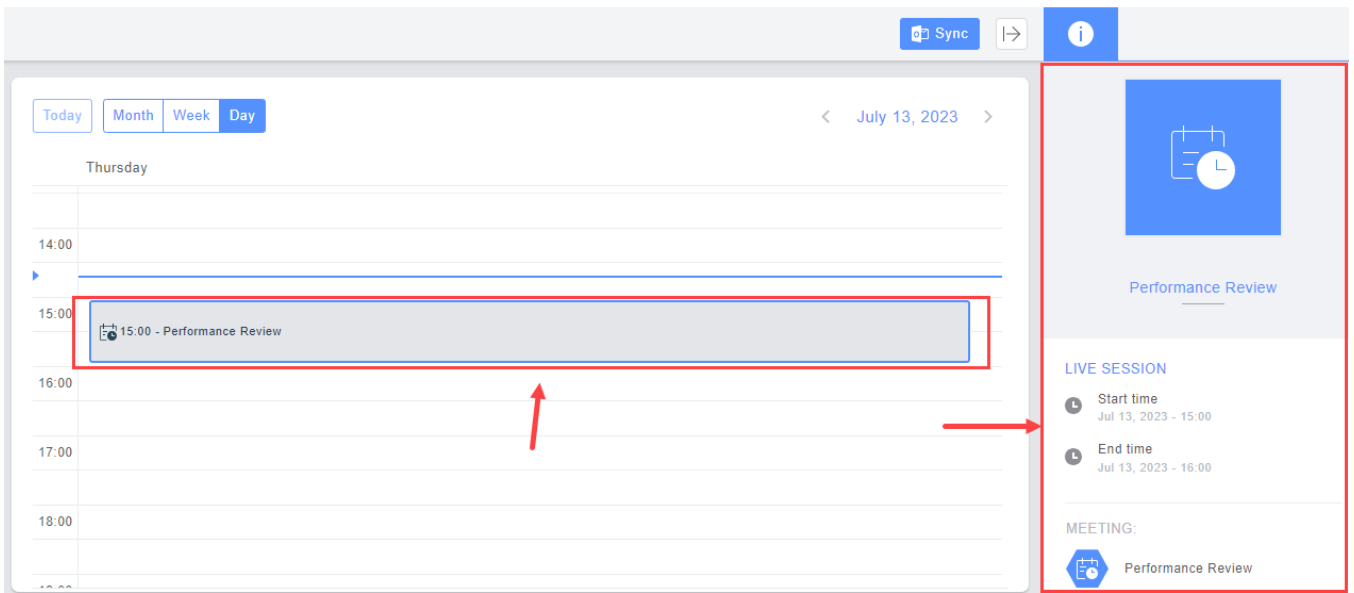 Sync
Today Month Week Day
July 13, 2023
Thursday
14:00
15:00
15:00 - Performance Review
16:00
17:00
18:00
Performance Review
LIVE SESSION
Start time
Jul 13, 2023 - 15:00
End time
Jul 13, 2023 - 16:00
MEETING:
Performance Review